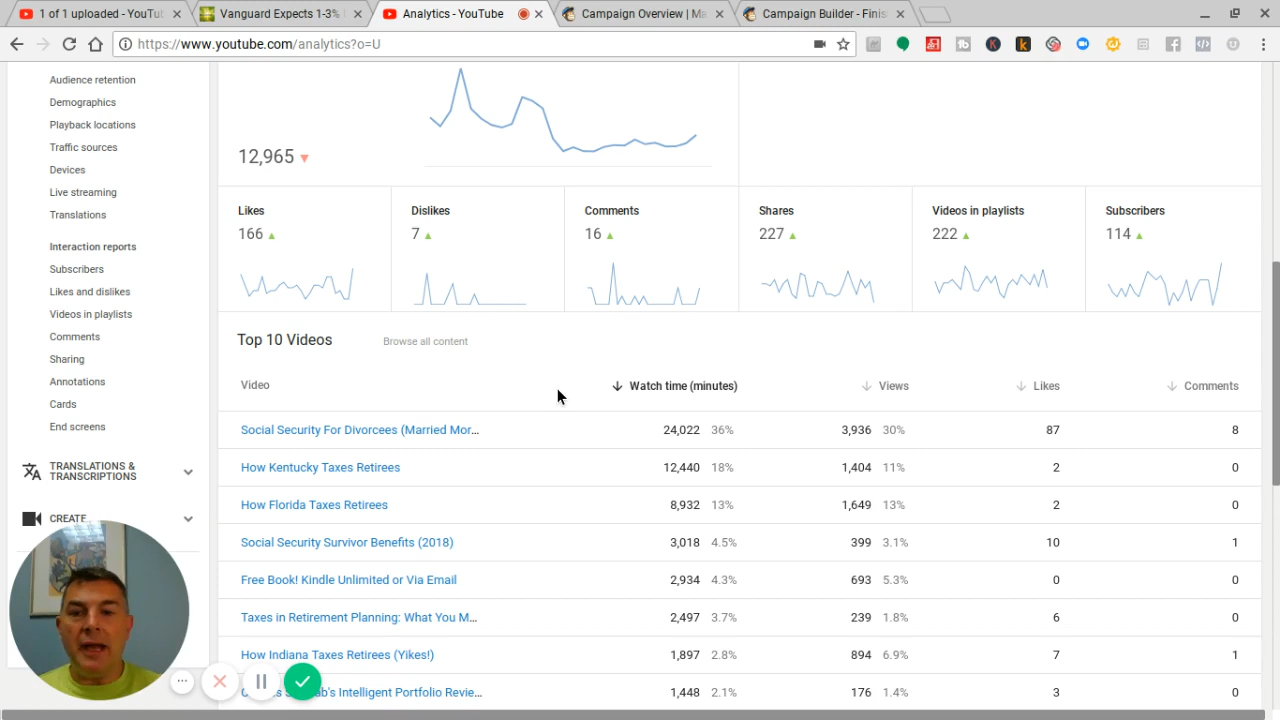 1 of 1 uploaded - YouTu
Vanguard Expects 1-3%
Analytics - YouTube
Campaign Overview | Ma
Campaign Builder - Finis
https://www.youtube.com/analytics?o=U
Audience retention
Demographics
Playback locations
Traffic sources
Devices
Live streaming
Translations
Interaction reports
Subscribers
Likes and dislikes
Videos in playlists
Comments
Sharing
Annotations
Cards
End screens
TRANSLATIONS &
TRANSCRIPTIONS
CREATE
12,965
Likes
166
Dislikes
7
Comments
16
Shares
227
Videos in playlists
222
Subscribers
114
Top 10 Videos Browse all content
Video Watch time (minutes) Views Likes Comments
Social Security For Divorcees (Married Mor... 24,022 36% 3,936 30% 87 8
How Kentucky Taxes Retirees 12,440 18% 1,404 11% 2 0
How Florida Taxes Retirees 8,932 13% 1,649 13% 2 0
Social Security Survivor Benefits (2018) 3,018 4.5% 399 3.1% 10 1
Free Book! Kindle Unlimited or Via Email 2,934 4.3% 693 5.3% 0 0
Taxes in Retirement Planning: What You M... 2,497 3.7% 239 1.8% 6 0
How Indiana Taxes Retirees (Yikes!) 1,897 2.8% 894 6.9% 7 1
Intelligent Portfolio Revie... 1,448 2.1% 176 1.4% 3 0